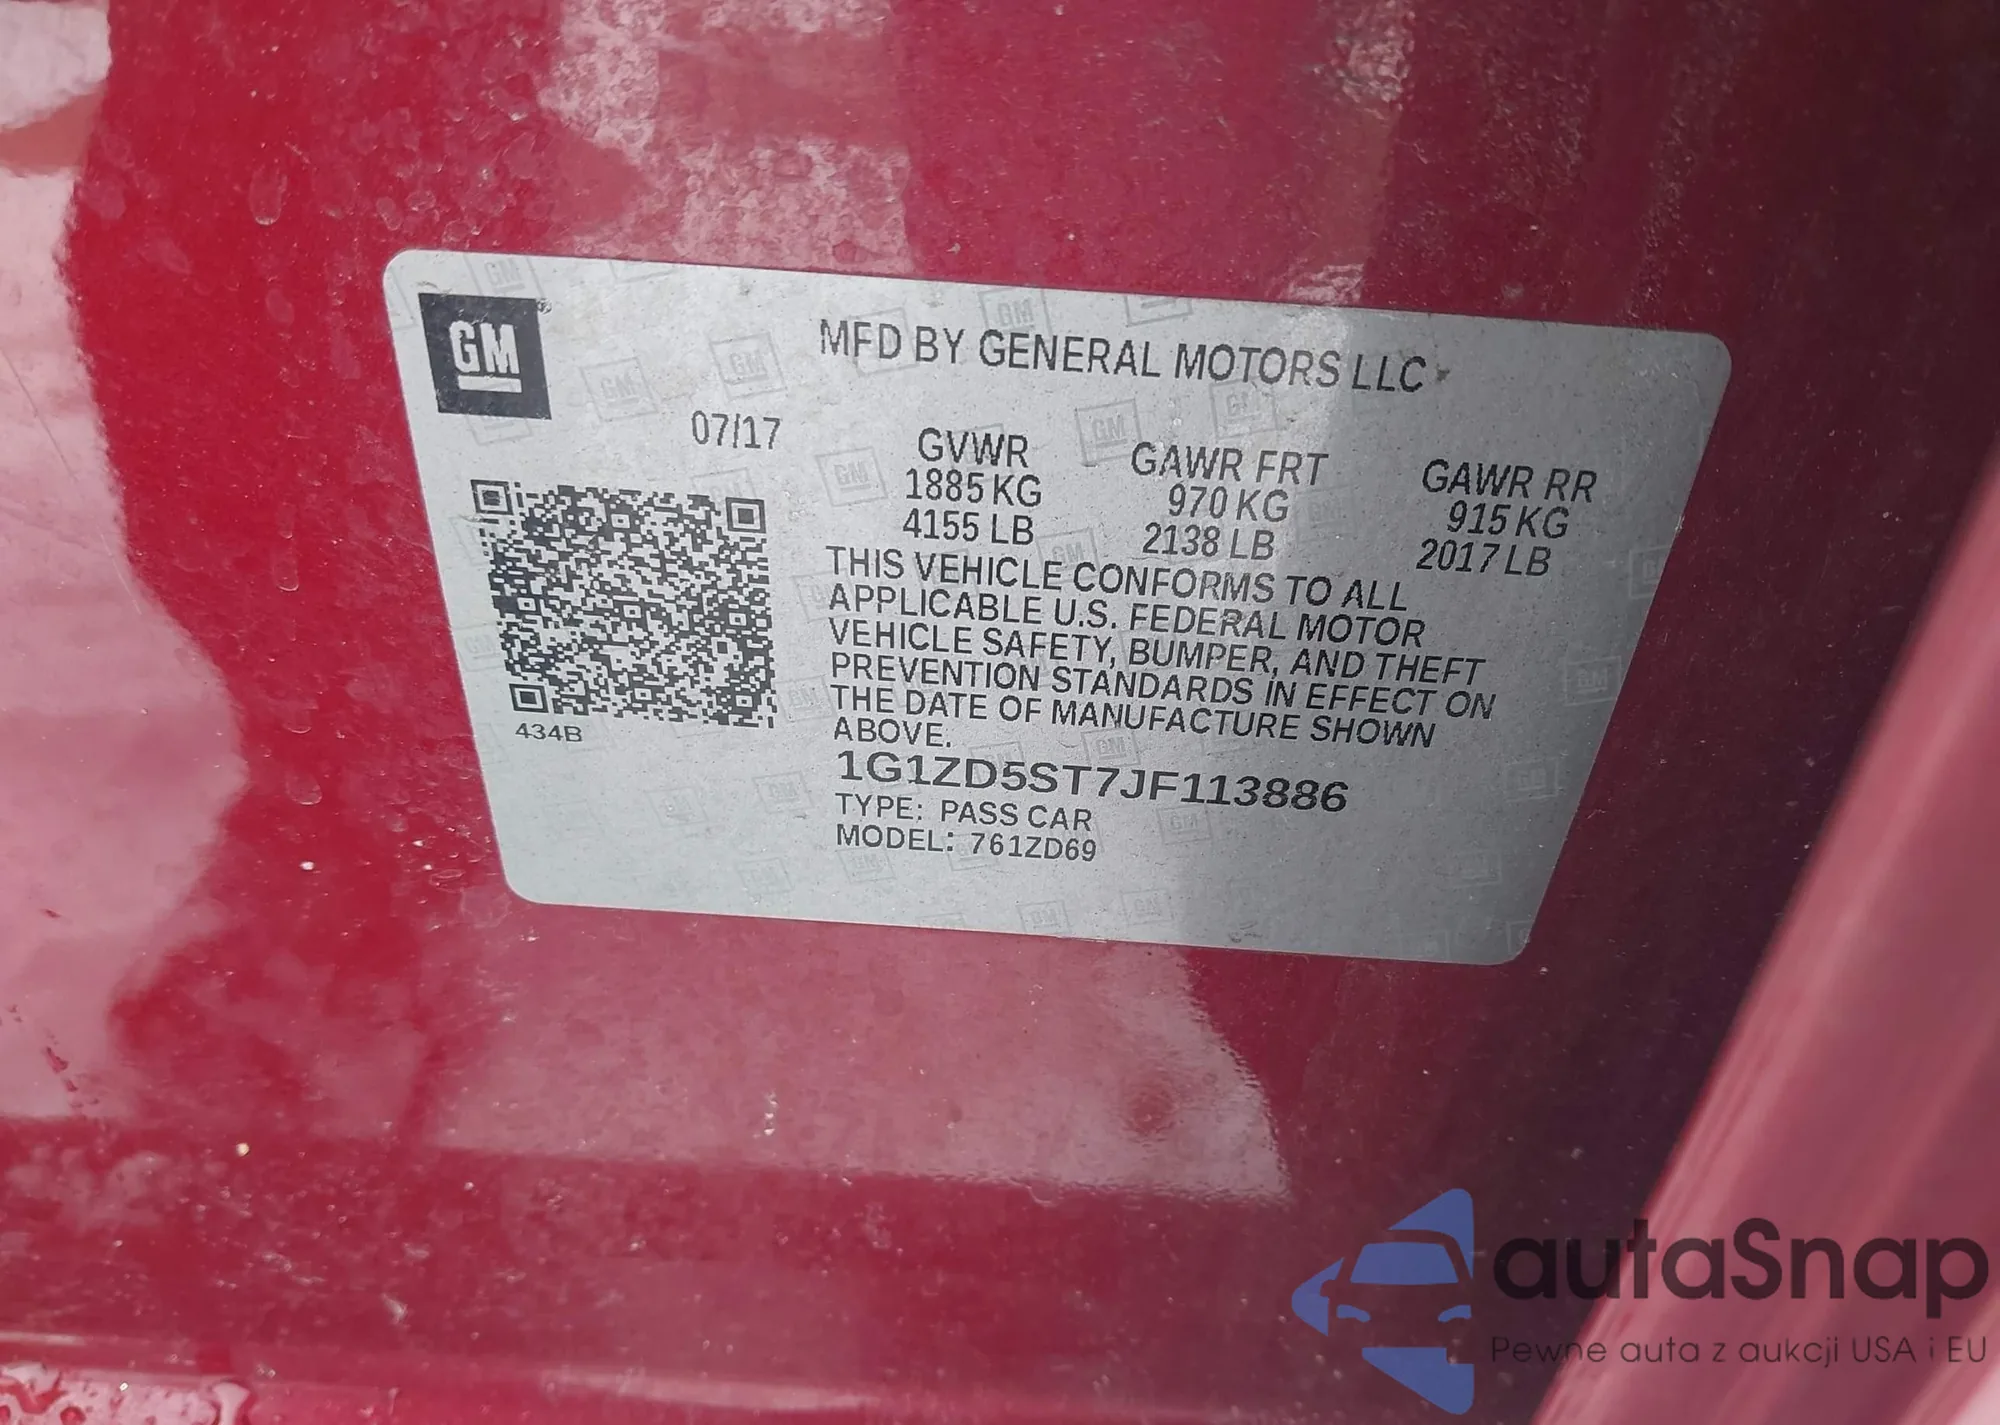 GM
MFD BY GENERAL MOTORS LLC
07/17
GVWR GAWR FRT GAWR RR
1885 KG 970 KG 915 KG
4155 LB 2138 LB 2017 LB
THIS VEHICLE CONFORMS TO ALL
APPLICABLE U.S. FEDERAL MOTOR
VEHICLE SAFETY, BUMPER, AND THEFT
PREVENTION STANDARDS IN EFFECT ON
THE DATE OF MANUFACTURE SHOWN
ABOVE.
434B
1G1ZD5ST7JF113886
TYPE: PASS CAR
MODEL: 761ZD69
autaSnap
Pewne auta z aukcji USA i EU